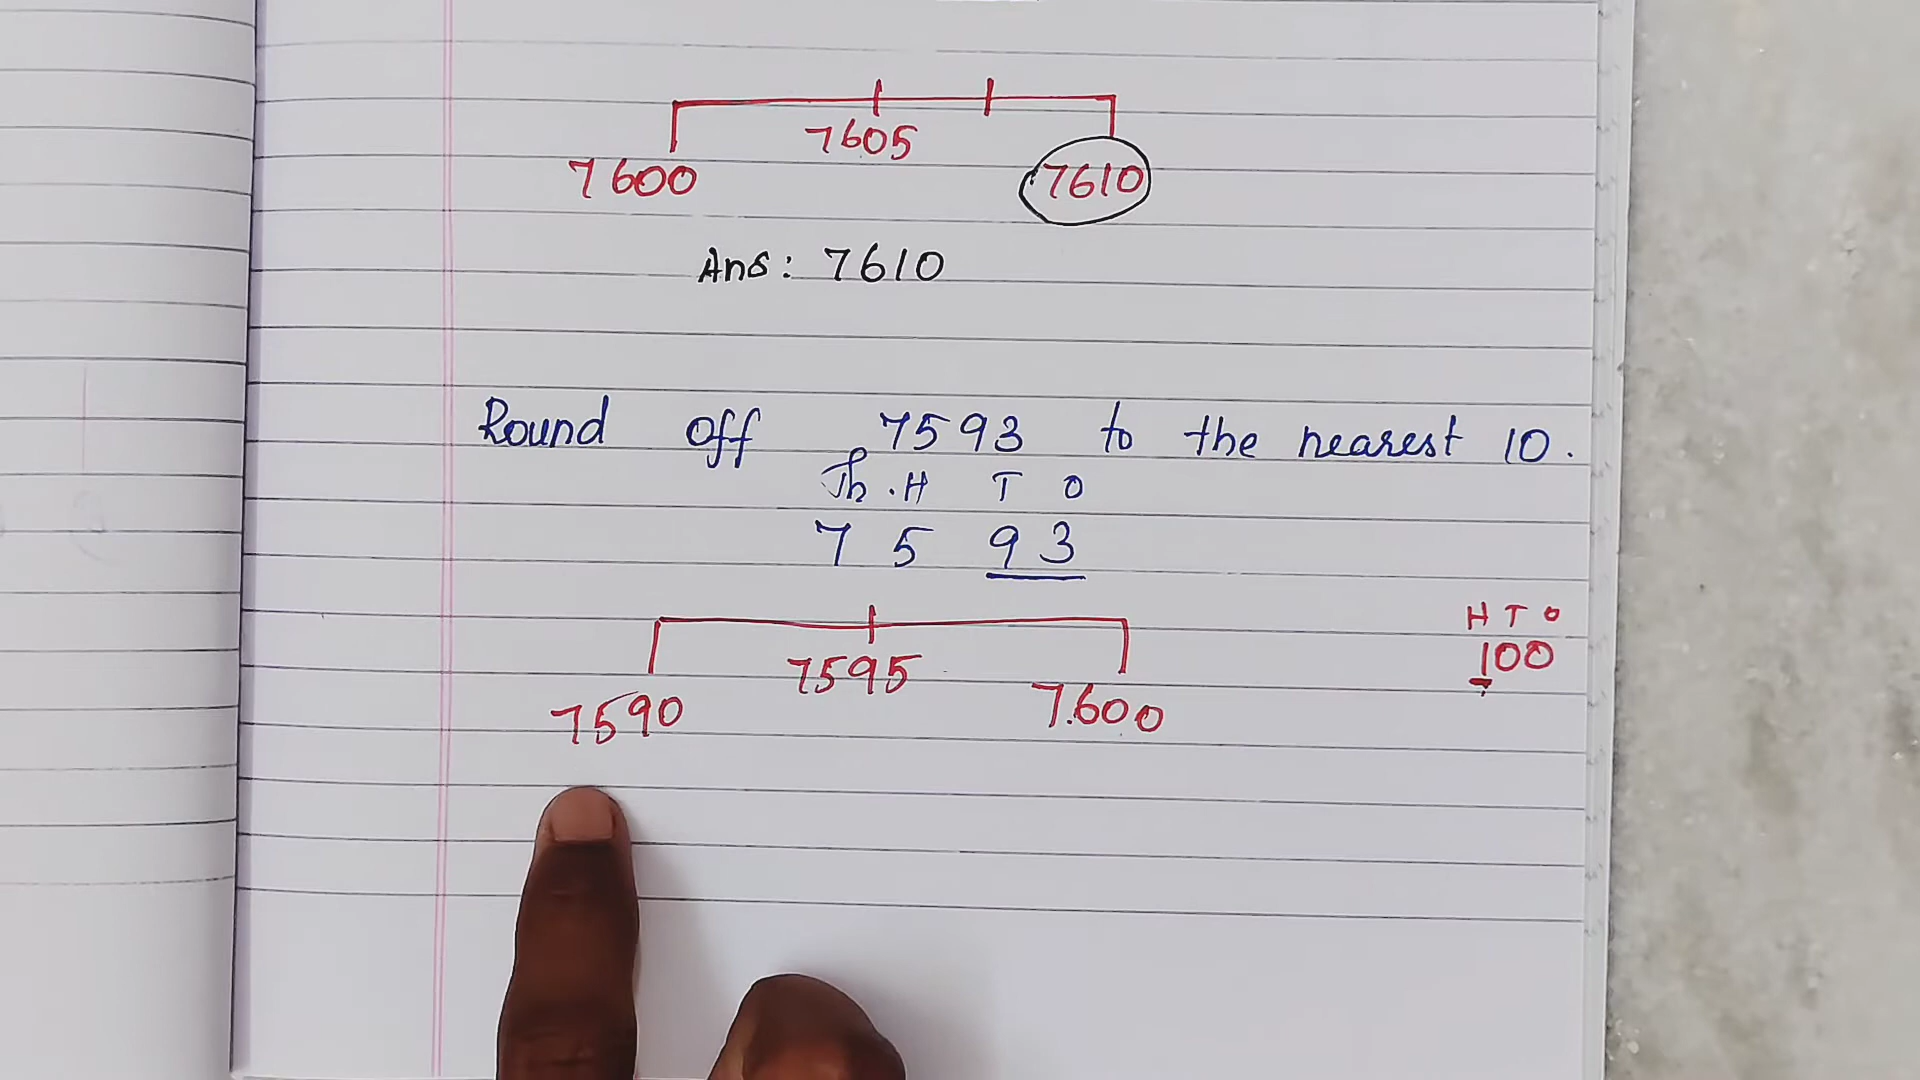 7605
7600 7610
Ans: 7610
Round off 7593 to the nearest 10.
Th. H T O
7 5 9 3
H T O
100
7595
7590 7600